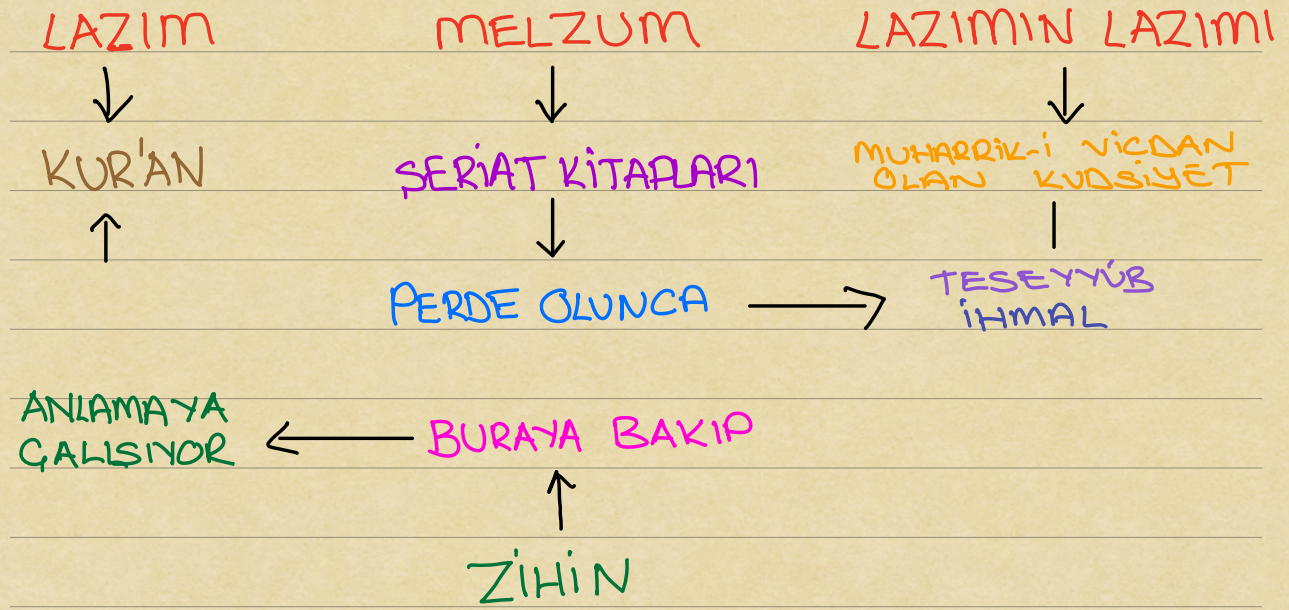 LAZIM MELZUM LAZIMIN LAZIMI
KUR'AN ŞERİAT KİTAPLARI MUHARRİK-İ VİCDAN
OLAN KUDSİYET
PERDE OLUNCA TESEYYÜB
İHMAL
ANLAMAYA
ÇALISIYOR BURAYA BAKIP
ZİHİN